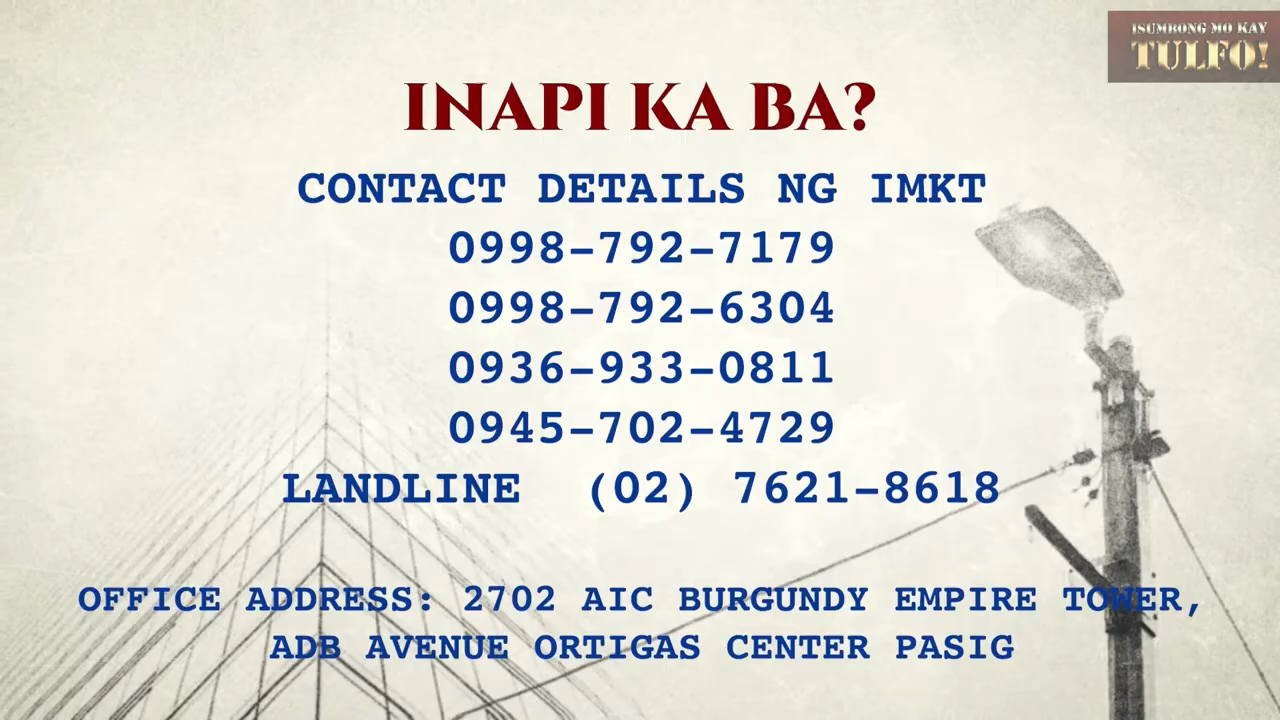 ISUMBONG MO KAY
TULFO!
INAPI KA BA?
CONTACT DETAILS NG IMKT
0998-792-7179
0998-792-6304
0936-933-0811
0945-702-4729
LANDLINE (02) 7621-8618
OFFICE ADDRESS: 2702 AIC BURGUNDY EMPIRE TOWER,
ADB AVENUE ORTIGAS CENTER PASIG